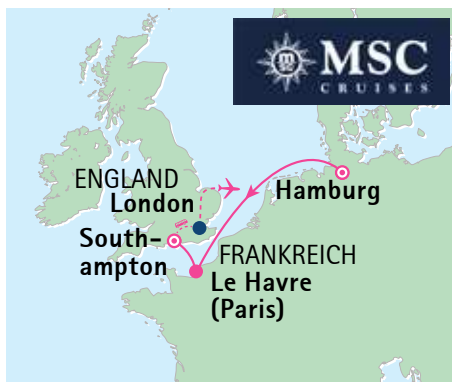 MSC
CRUISES
ENGLAND
London
Hamburg
South-
ampton
FRANKREICH
Le Havre
(Paris)